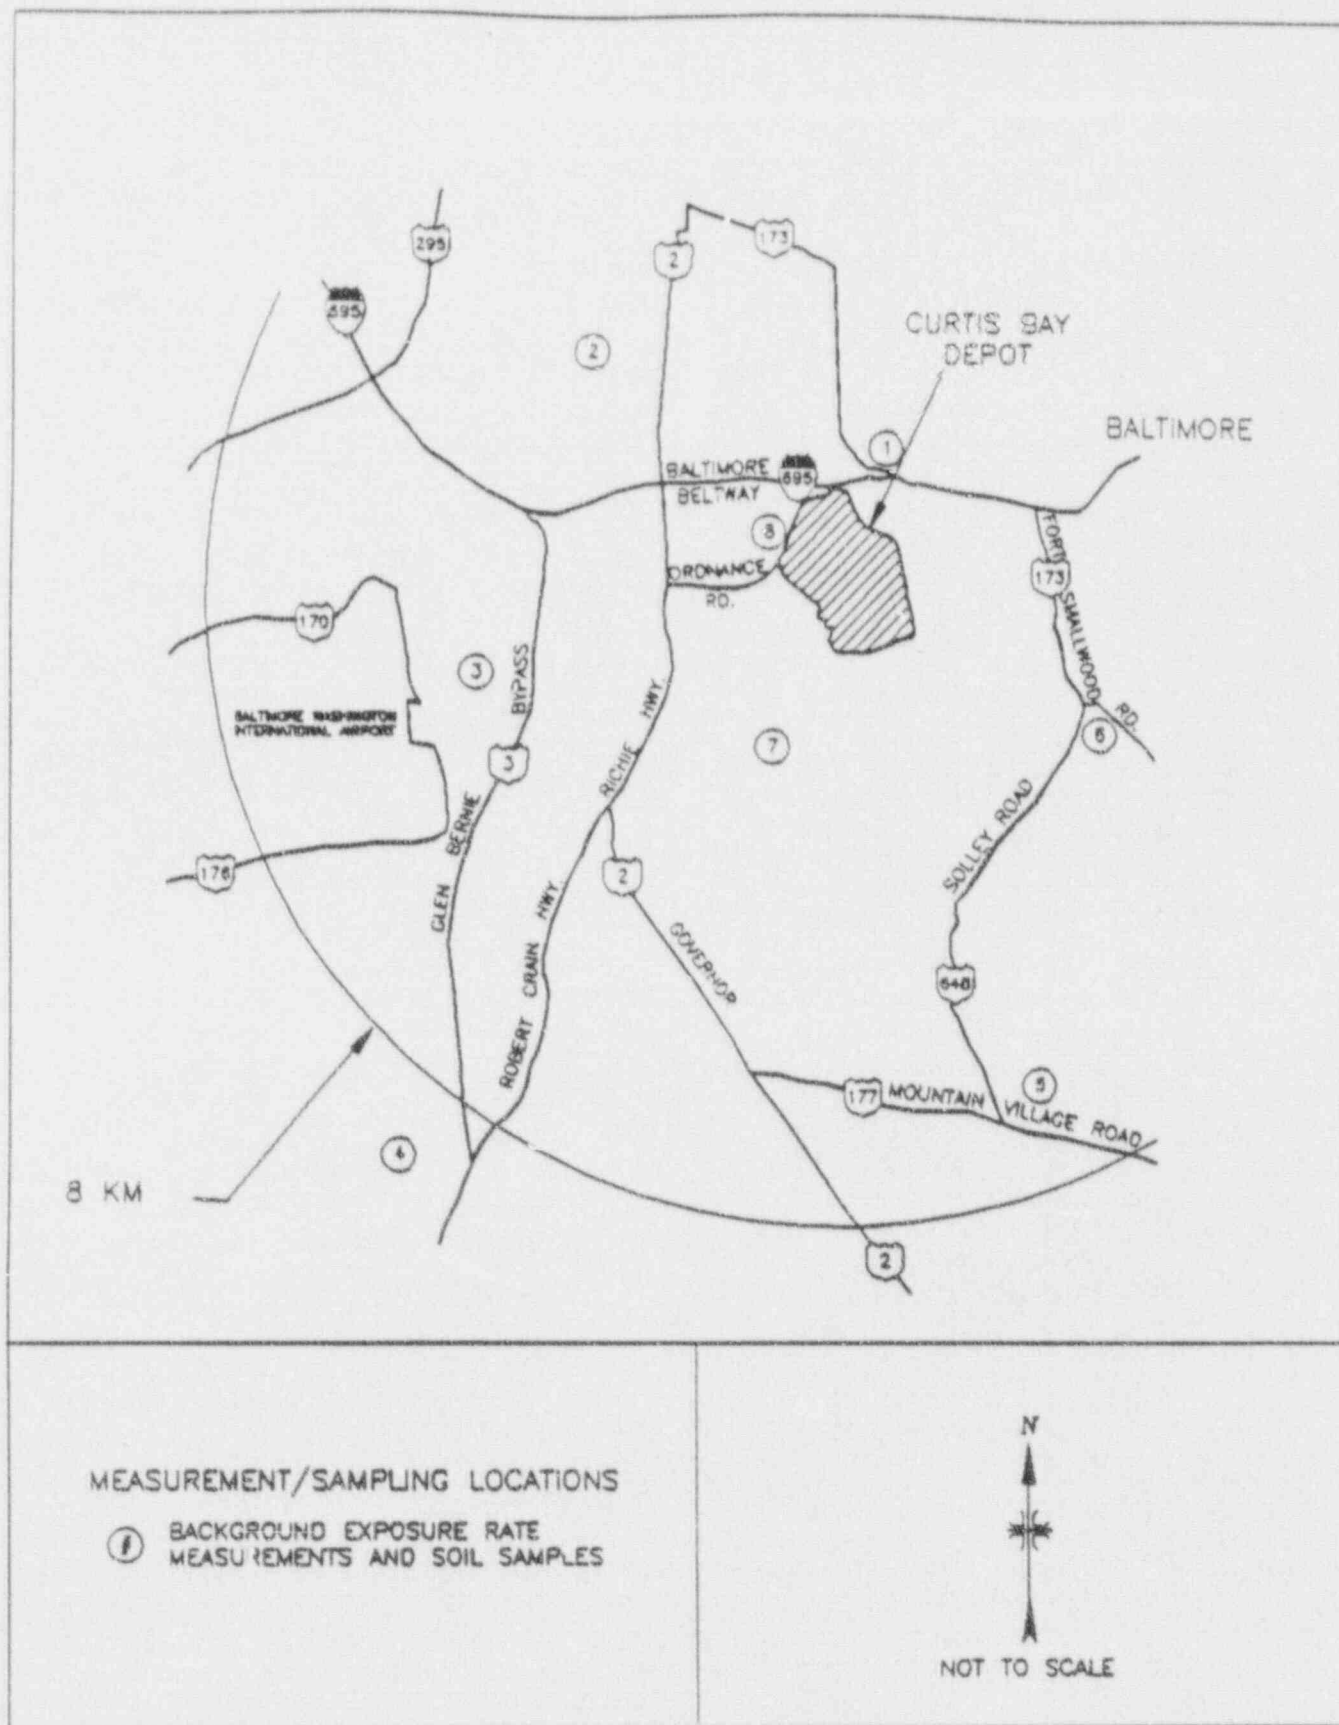 295
695
2
173
2
CURTIS BAY
DEPOT
BALTIMORE
1
BALTIMORE
BELTWAY
695
8
ORDNANCE
RD.
FORT SMALLWOOD RD.
173
170
3
BYPASS
BALTIMORE WASHINGTON
INTERNATIONAL AIRPORT
RICHIE HWY.
7
6
3
GLEN BERNIE
176
2
SOLLEY ROAD
ROBERT CRAIN HWY.
GOVERNOR
648
5
177
MOUNTAIN VILLAGE ROAD
4
8 KM
2
MEASUREMENT/SAMPLING LOCATIONS
BACKGROUND EXPOSURE RATE
MEASUREMENTS AND SOIL SAMPLES
N
NOT TO SCALE